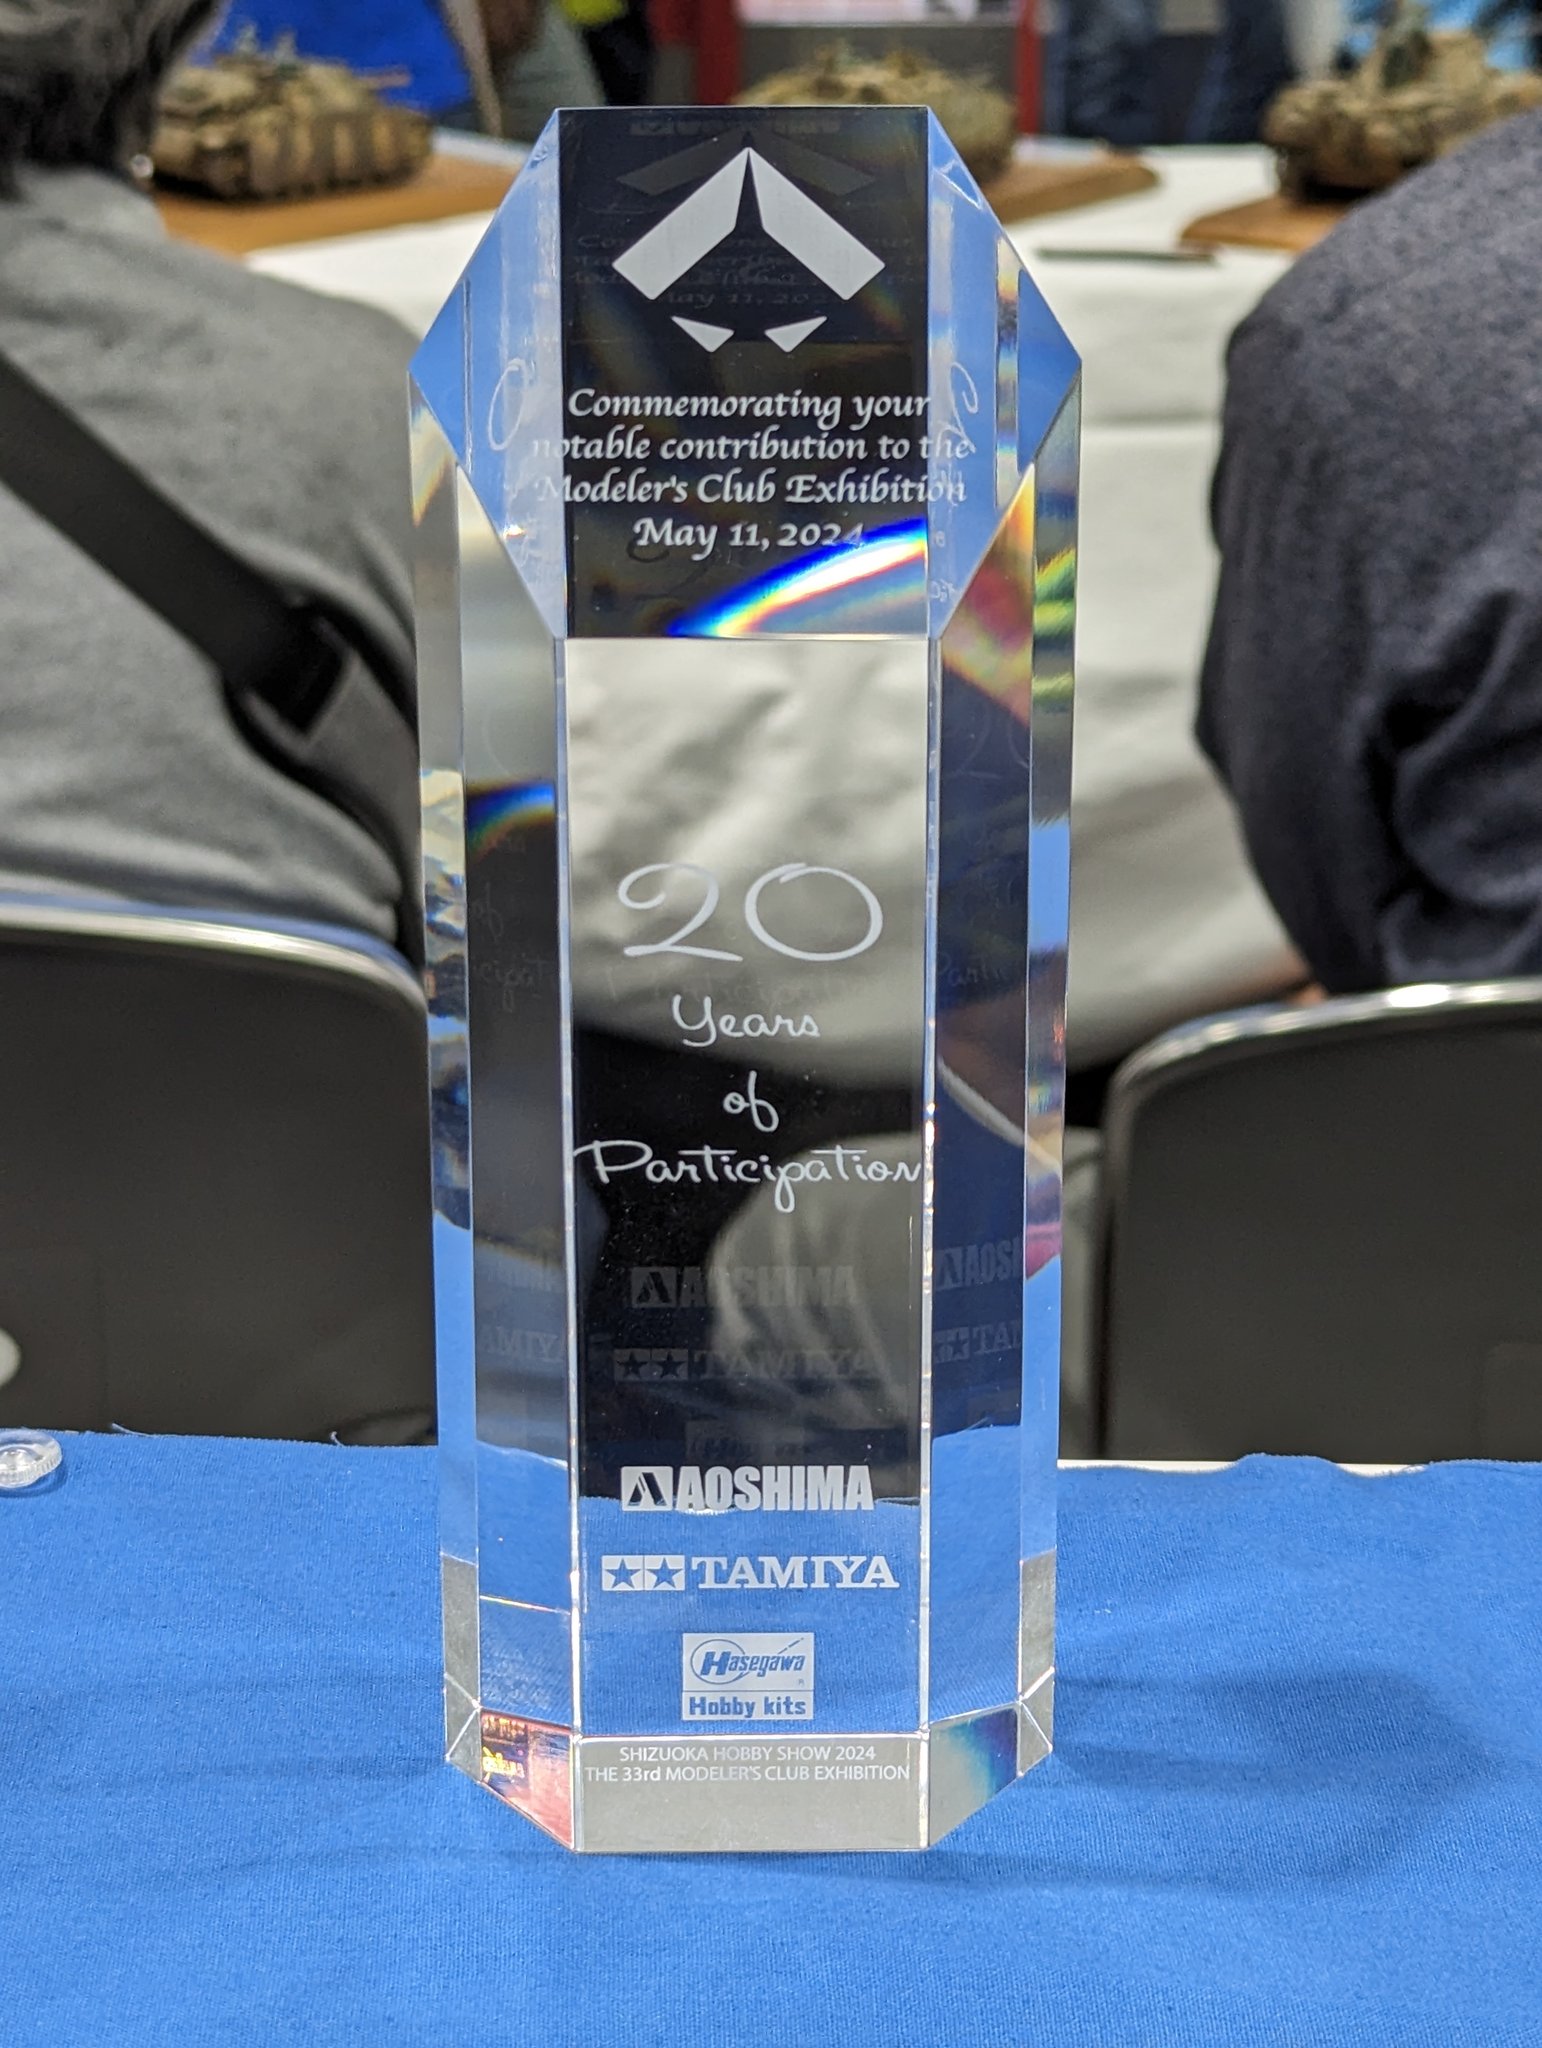 Commemorating your
notable contribution to the
Modeler's Club Exhibition
May 11, 2024
20
Years
of
Participation
AOSHIMA
TAMIYA
Hasegawa
Hobby kits
SHIZUOKA HOBBY SHOW 2024
THE 33rd MODELER'S CLUB EXHIBITION